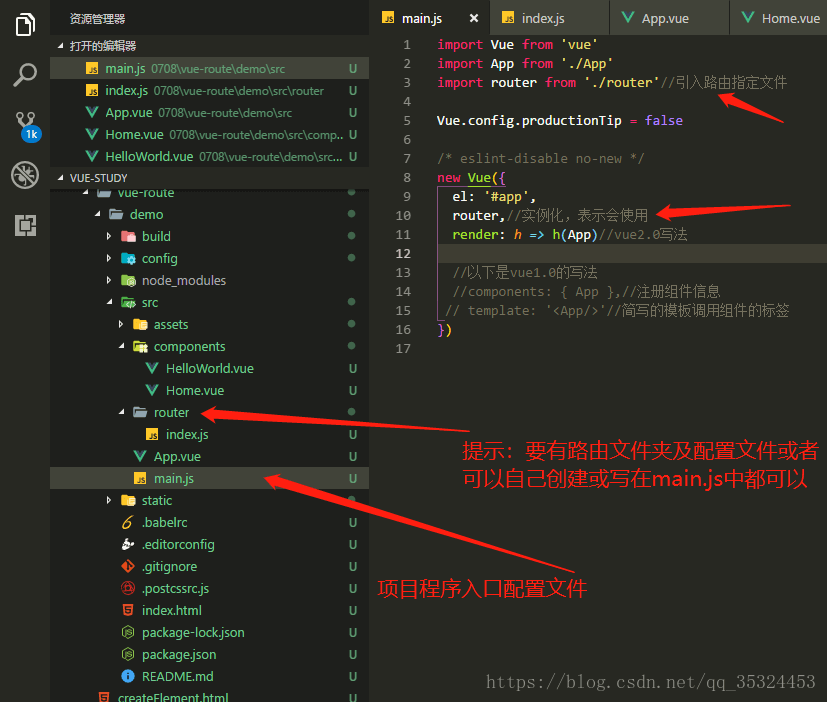 资源管理器
打开的编辑器
main.js 0708\vue-route\demo\src U
index.js 0708\vue-route\demo\src\router U
App.vue 0708\vue-route\demo\src U
Home.vue 0708\vue-route\demo\src\comp.. U
HelloWorld.vue 0708\vue-route\demo\src... U
1k
VUE-STUDY
vue-route
demo
build
config
node_modules
src
assets
components
HelloWorld.vue U
Home.vue U
router
index.js U
App.vue U
main.js U
static
.babelrc U
.editorconfig U
.gitignore U
.postcssrc.js U
index.html U
package-lock.json U
package.json U
README.md U
createElement.html U
main.js × index.js App.vue Home.vue
1 import Vue from 'vue'
2 import App from './App'
3 import router from './router'//引入路由指定文件
4
5 Vue.config.productionTip = false
6
7 /* eslint-disable no-new */
8 new Vue({
9 el: '#app',
10 router,//实例化，表示会使用
11 render: h => h(App)//vue2.0写法
12
13 //以下是vue1.0的写法
14 //components: { App },//注册组件信息
15 // template: '<App/>'//简写的模板调用组件的标签
16 })
17
提示：要有路由文件夹及配置文件或者
可以自己创建或写在main.js中都可以
项目程序入口配置文件
https://blog.csdn.net/qq_35324453